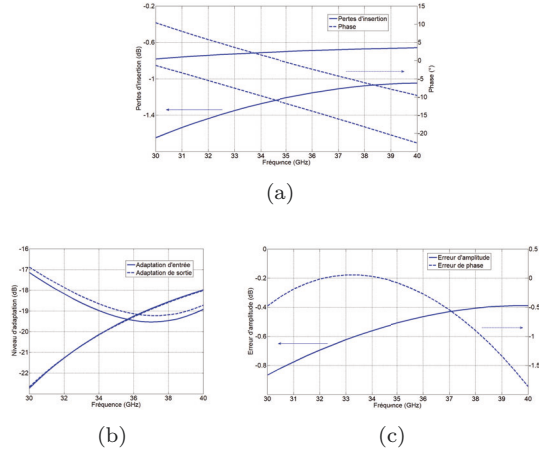 -0.2
-0.6
-1
-1.4
Pertes d'insertion (dB)
Pertes d'insertion
Phase
15
10
5
0
-5
-10
-15
-20
Phase (°)
30 31 32 33 34 35 36 37 38 39 40
Fréqunce (GHz)
(a)
-16
-17
-18
-19
-20
-21
-22
Niveau d'adaptation (dB)
Adaptation d'entrée
Adaptation de sortie
30 32 34 36 38 40
Fréquence (GHz)
(b)
0
-0.2
-0.4
-0.6
-0.8
Erreur d'amplitude (dB)
Erreur d'amplitude
Erreur de phase
0.5
0
-0.5
-1
-1.5
30 31 32 33 34 35 36 37 38 39 40
Fréquence (GHz)
(c)